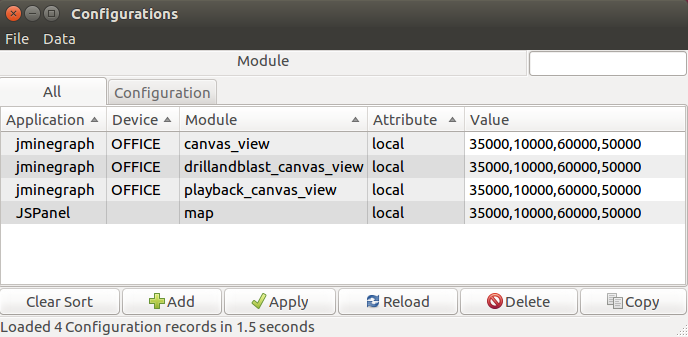 Configurations
File Data
Module
All Configuration
Application Device Module Attribute Value
jminegraph OFFICE canvas_view local 35000,10000,60000,50000
jminegraph OFFICE drillandblast_canvas_view local 35000,10000,60000,50000
jminegraph OFFICE playback_canvas_view local 35000,10000,60000,50000
JSPanel map local 35000,10000,60000,50000
Clear Sort Add Apply Reload Delete Copy
Loaded 4 Configuration records in 1.5 seconds